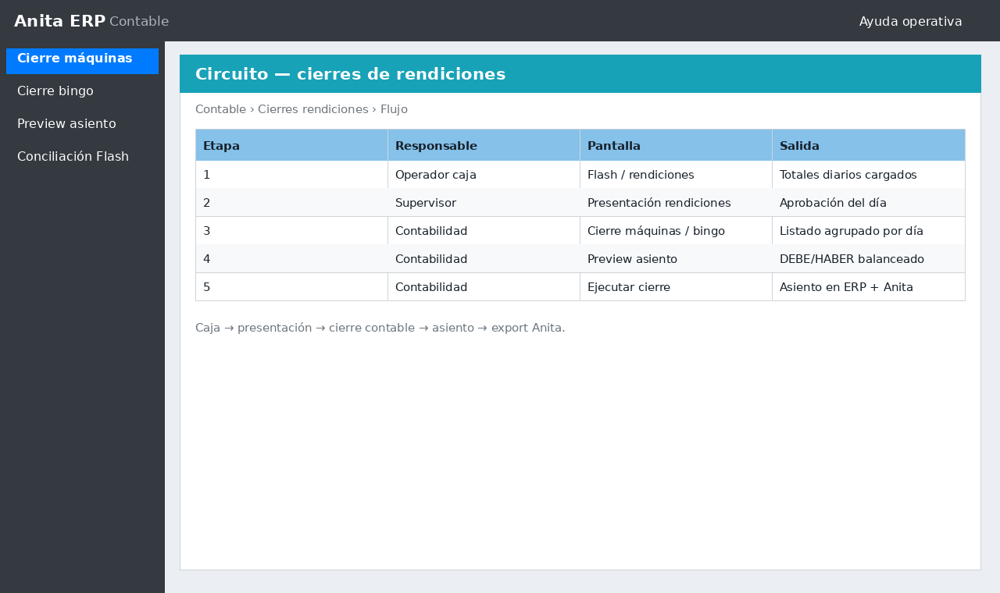 Anita ERP Contable
Ayuda operativa
Cierre máquinas
Cierre bingo
Preview asiento
Conciliación Flash
Circuito — cierres de rendiciones
Contable › Cierres rendiciones › Flujo
Etapa Responsable Pantalla Salida
1 Operador caja Flash / rendiciones Totales diarios cargados
2 Supervisor Presentación rendiciones Aprobación del día
3 Contabilidad Cierre máquinas / bingo Listado agrupado por día
4 Contabilidad Preview asiento DEBE/HABER balanceado
5 Contabilidad Ejecutar cierre Asiento en ERP + Anita
Caja → presentación → cierre contable → asiento → export Anita.